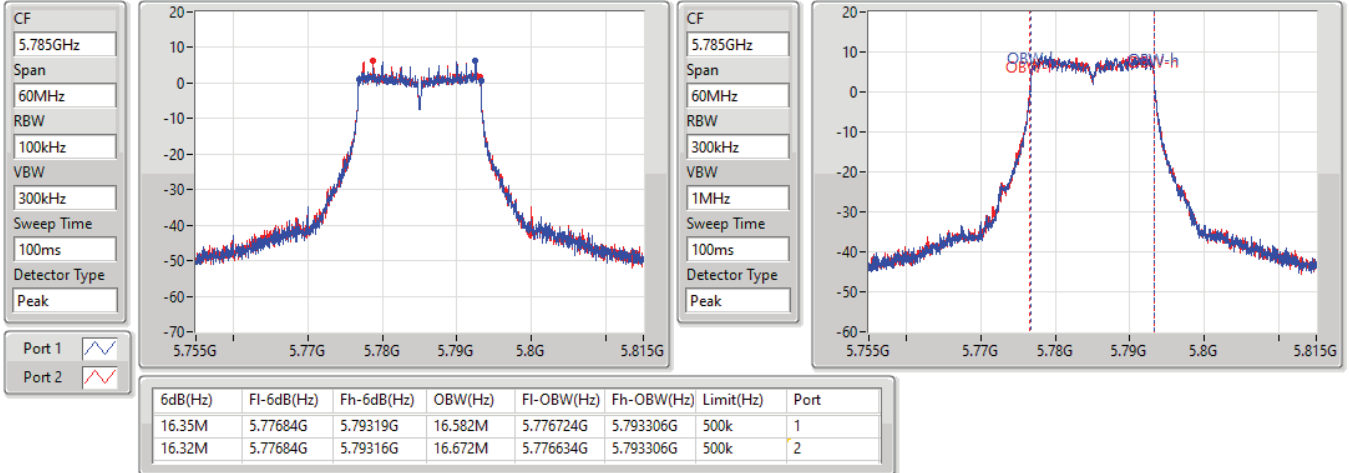 CF
5.785GHz
Span
60MHz
RBW
100kHz
VBW
300kHz
Sweep Time
100ms
Detector Type
Peak
Port 1
Port 2
20
10
0
-10
-20
-30
-40
-50
-60
-70
5.755G 5.77G 5.78G 5.79G 5.8G 5.815G
CF
5.785GHz
Span
60MHz
RBW
300kHz
VBW
1MHz
Sweep Time
100ms
Detector Type
Peak
20
10
0
-10
-20
-30
-40
-50
-60
OBW-h
5.755G 5.77G 5.78G 5.79G 5.8G 5.815G
6dB(Hz) Fl-6dB(Hz) Fh-6dB(Hz) OBW(Hz) Fl-OBW(Hz) Fh-OBW(Hz) Limit(Hz) Port
16.35M 5.77684G 5.79319G 16.582M 5.776724G 5.793306G 500k 1
16.32M 5.77684G 5.79316G 16.672M 5.776634G 5.793306G 500k 2